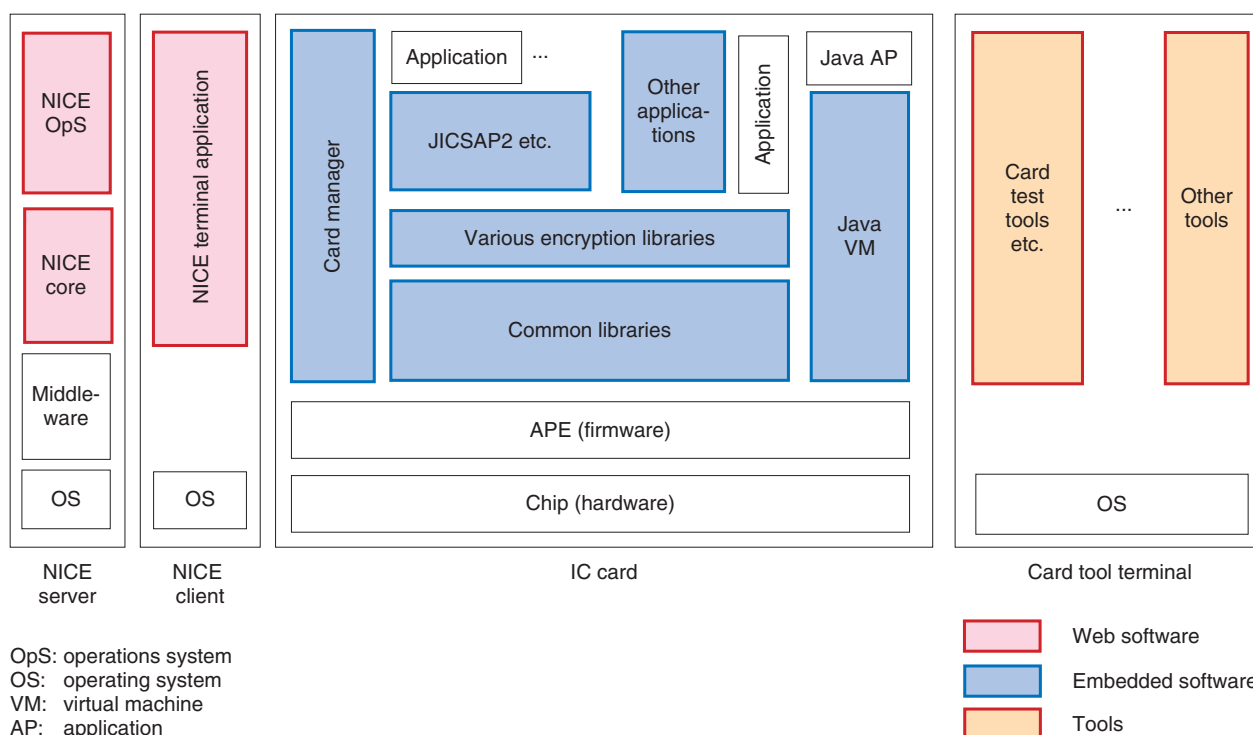 NICE
OpS
NICE
core
Middle-
ware
OS
NICE
server
NICE terminal application
OS
NICE
client
Card manager
Application
...
JICSAP2 etc.
Other
applica-
tions
Application
Java AP
Various encryption libraries
Common libraries
Java
VM
APE (firmware)
Chip (hardware)
IC card
Card
test
tools
etc.
...
Other
tools
OS
Card tool terminal
OpS: operations system
OS: operating system
VM: virtual machine
AP: application
Web software
Embedded software
Tools